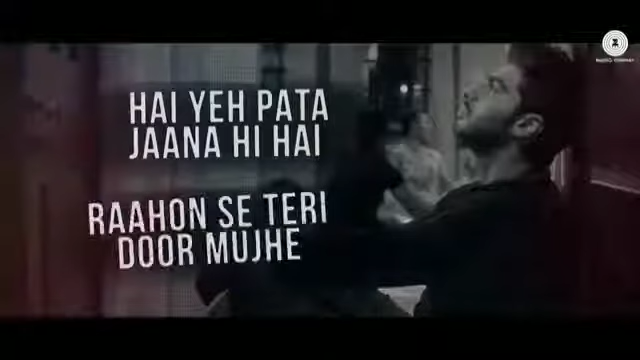 HAI YEH PATA
JAANA HI HAI
RAAHON SE TERI
DOOR MUJHE